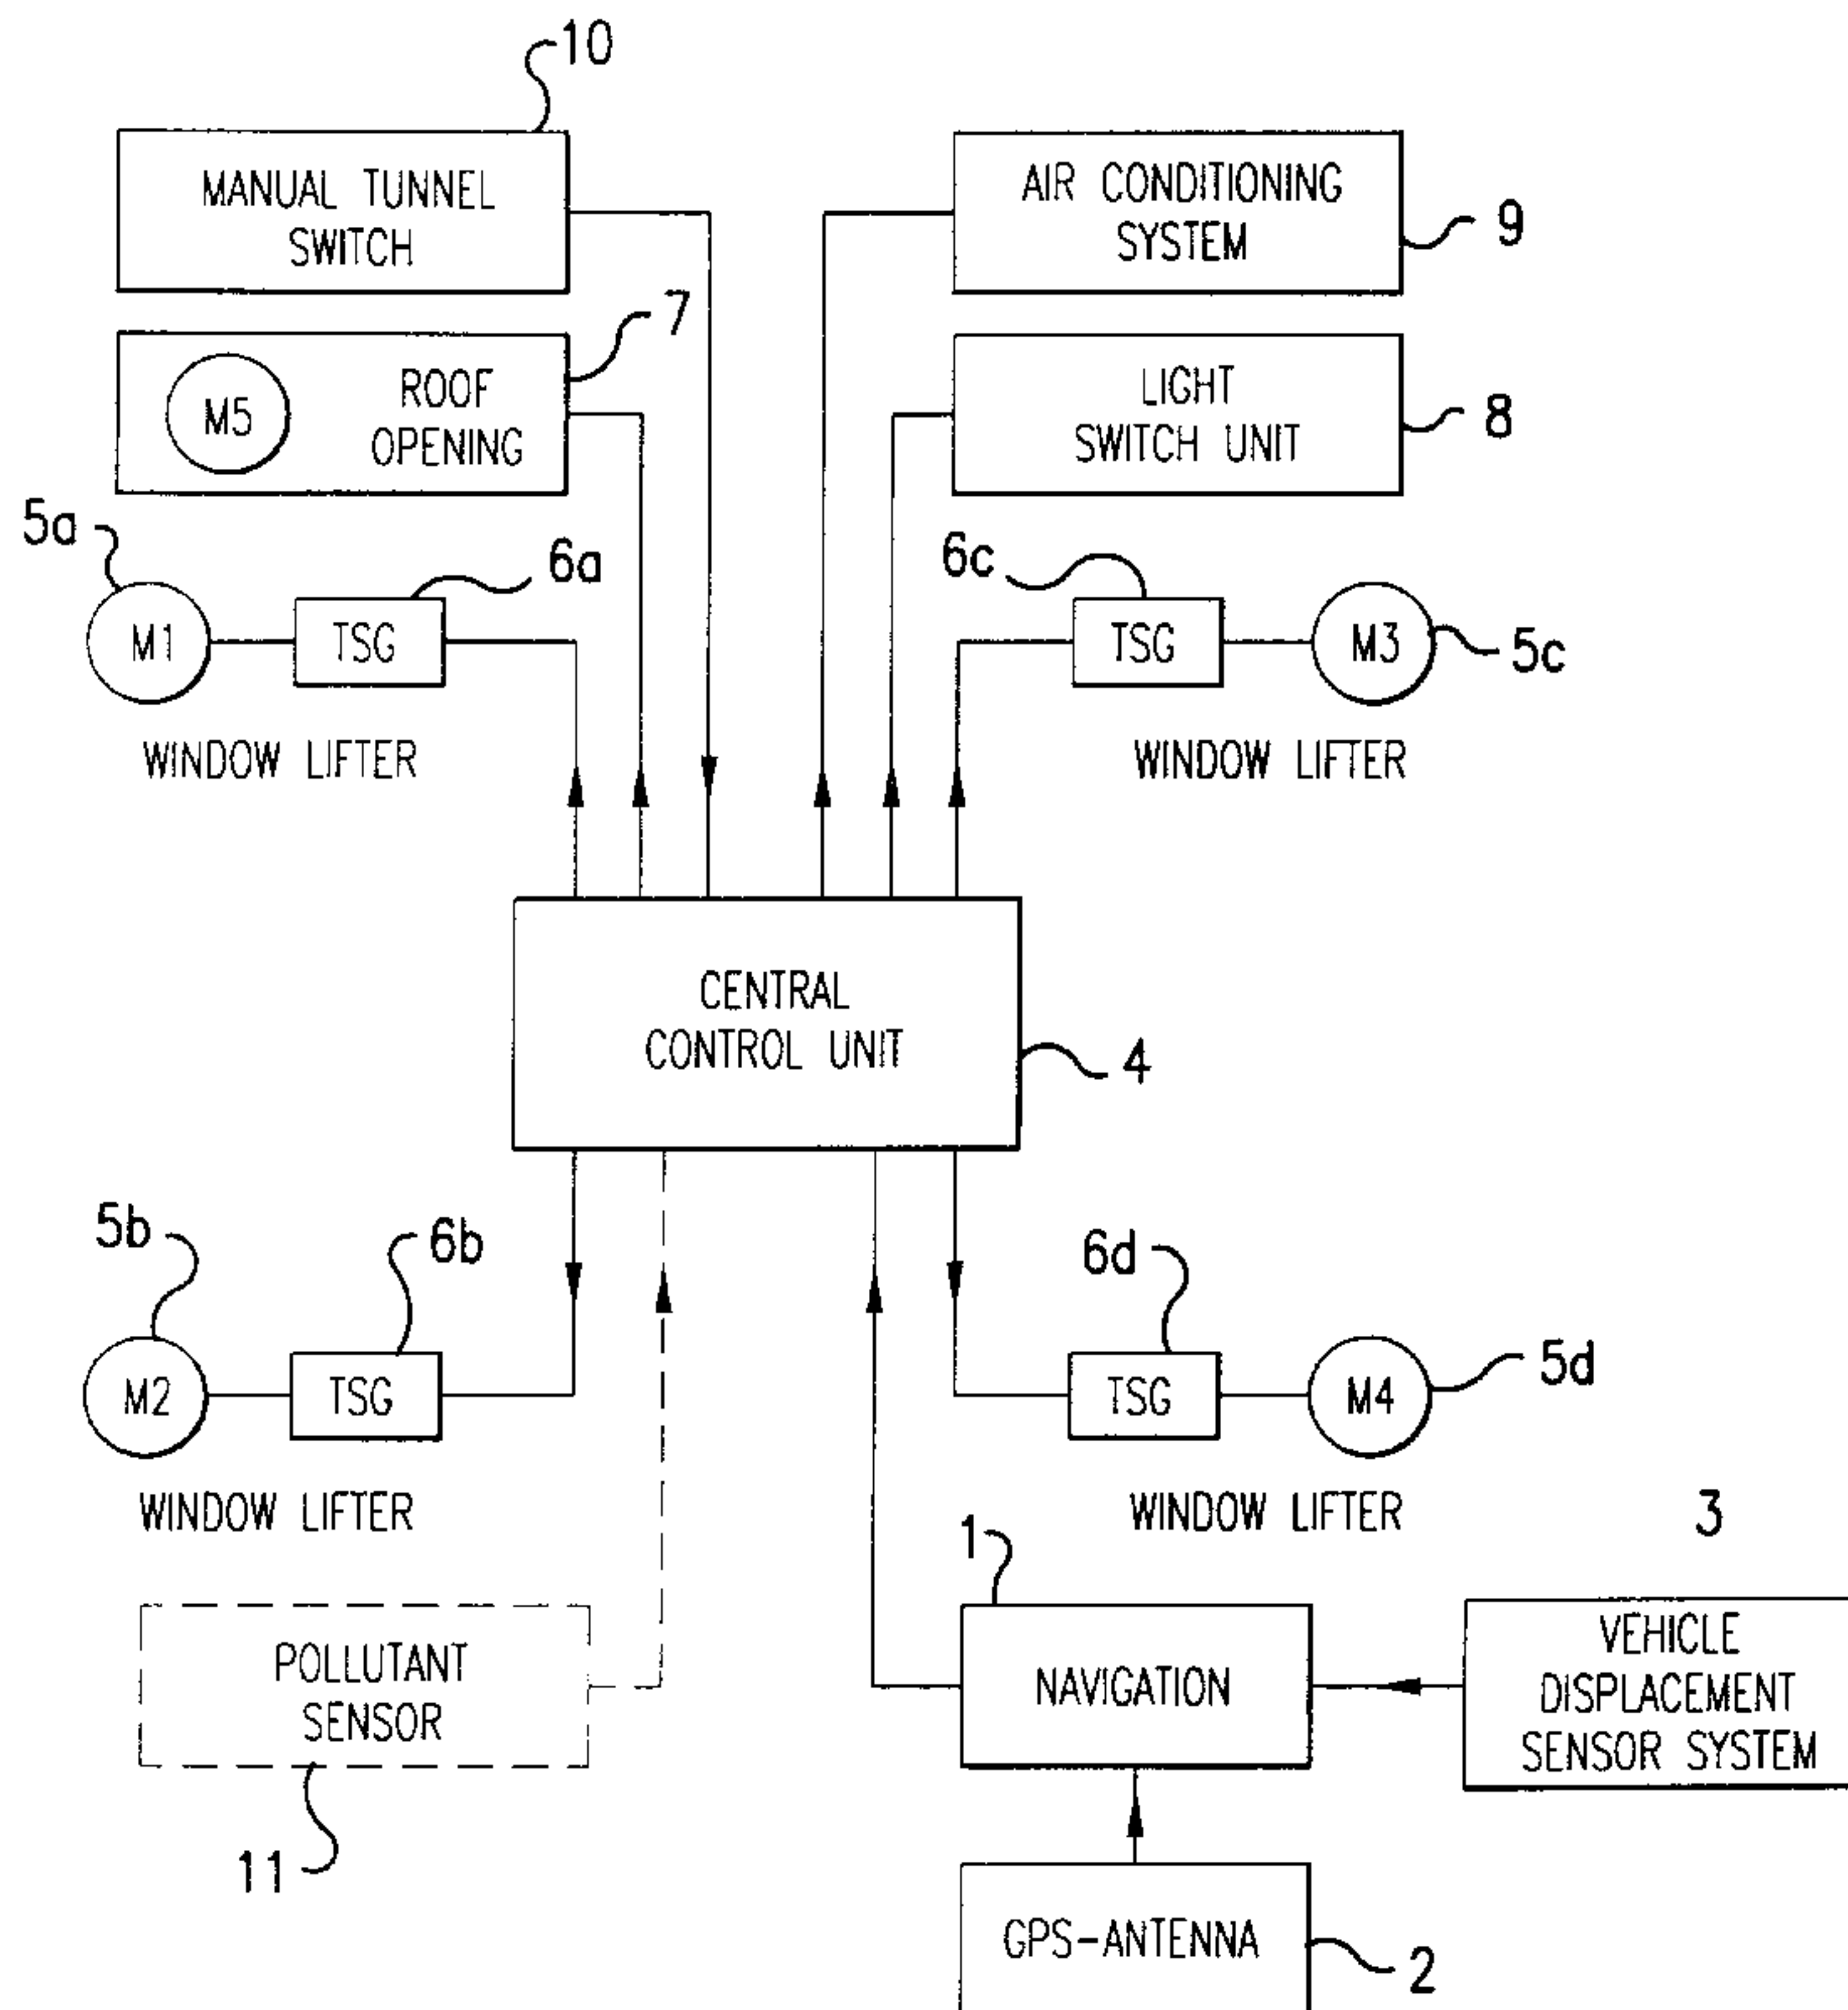 10
MANUAL TUNNEL
SWITCH
AIR CONDITIONING
SYSTEM
9
7
M5
ROOF
OPENING
LIGHT
SWITCH UNIT
8
5a
6a
6c
M1
TSG
TSG
M3
5c
WINDOW LIFTER
WINDOW LIFTER
CENTRAL
CONTROL UNIT
4
5b
6b
6d
M2
TSG
TSG
M4
5d
WINDOW LIFTER
WINDOW LIFTER
3
1
POLLUTANT
SENSOR
NAVIGATION
VEHICLE
DISPLACEMENT
SENSOR SYSTEM
11
GPS-ANTENNA
2